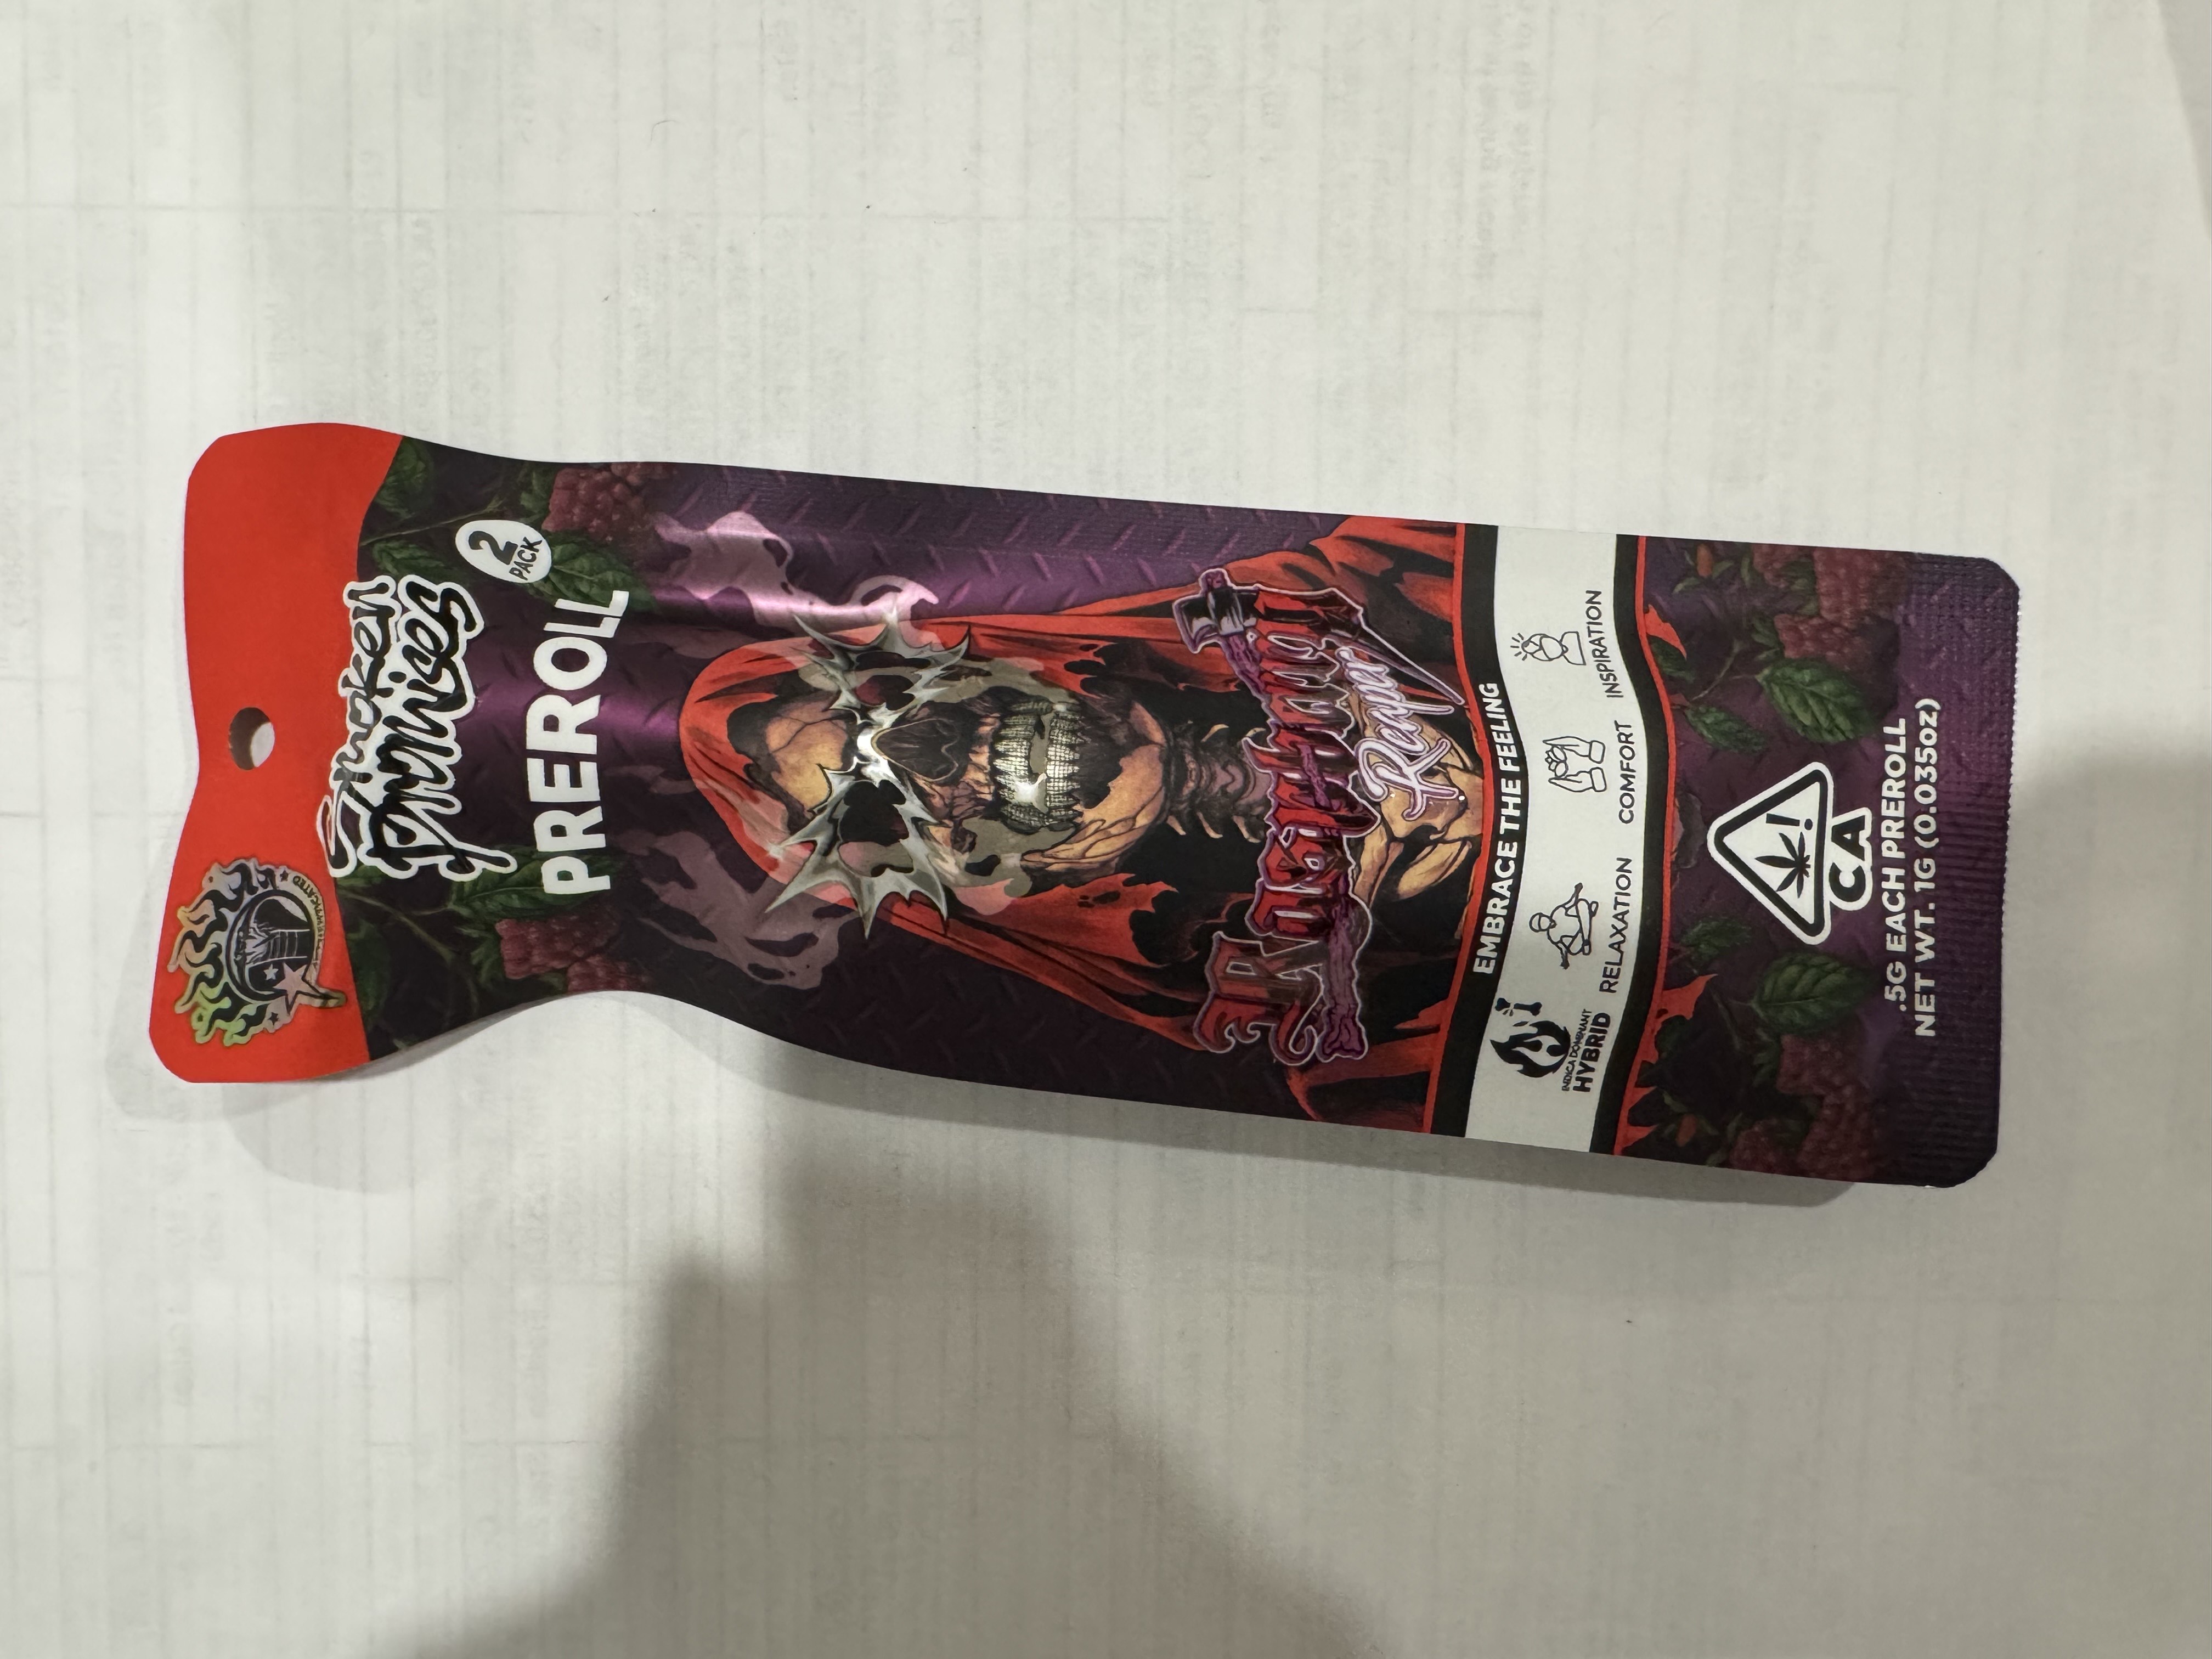 Smoken
Promises
2
PACK
PREROLL
Reaper
EMBRACE THE FEELING
INDICA DOMINANT
HYBRID
RELAXATION
COMFORT
INSPIRATION
!
CA
.5G EACH PREROLL
NET WT. 1G (0.035oz)